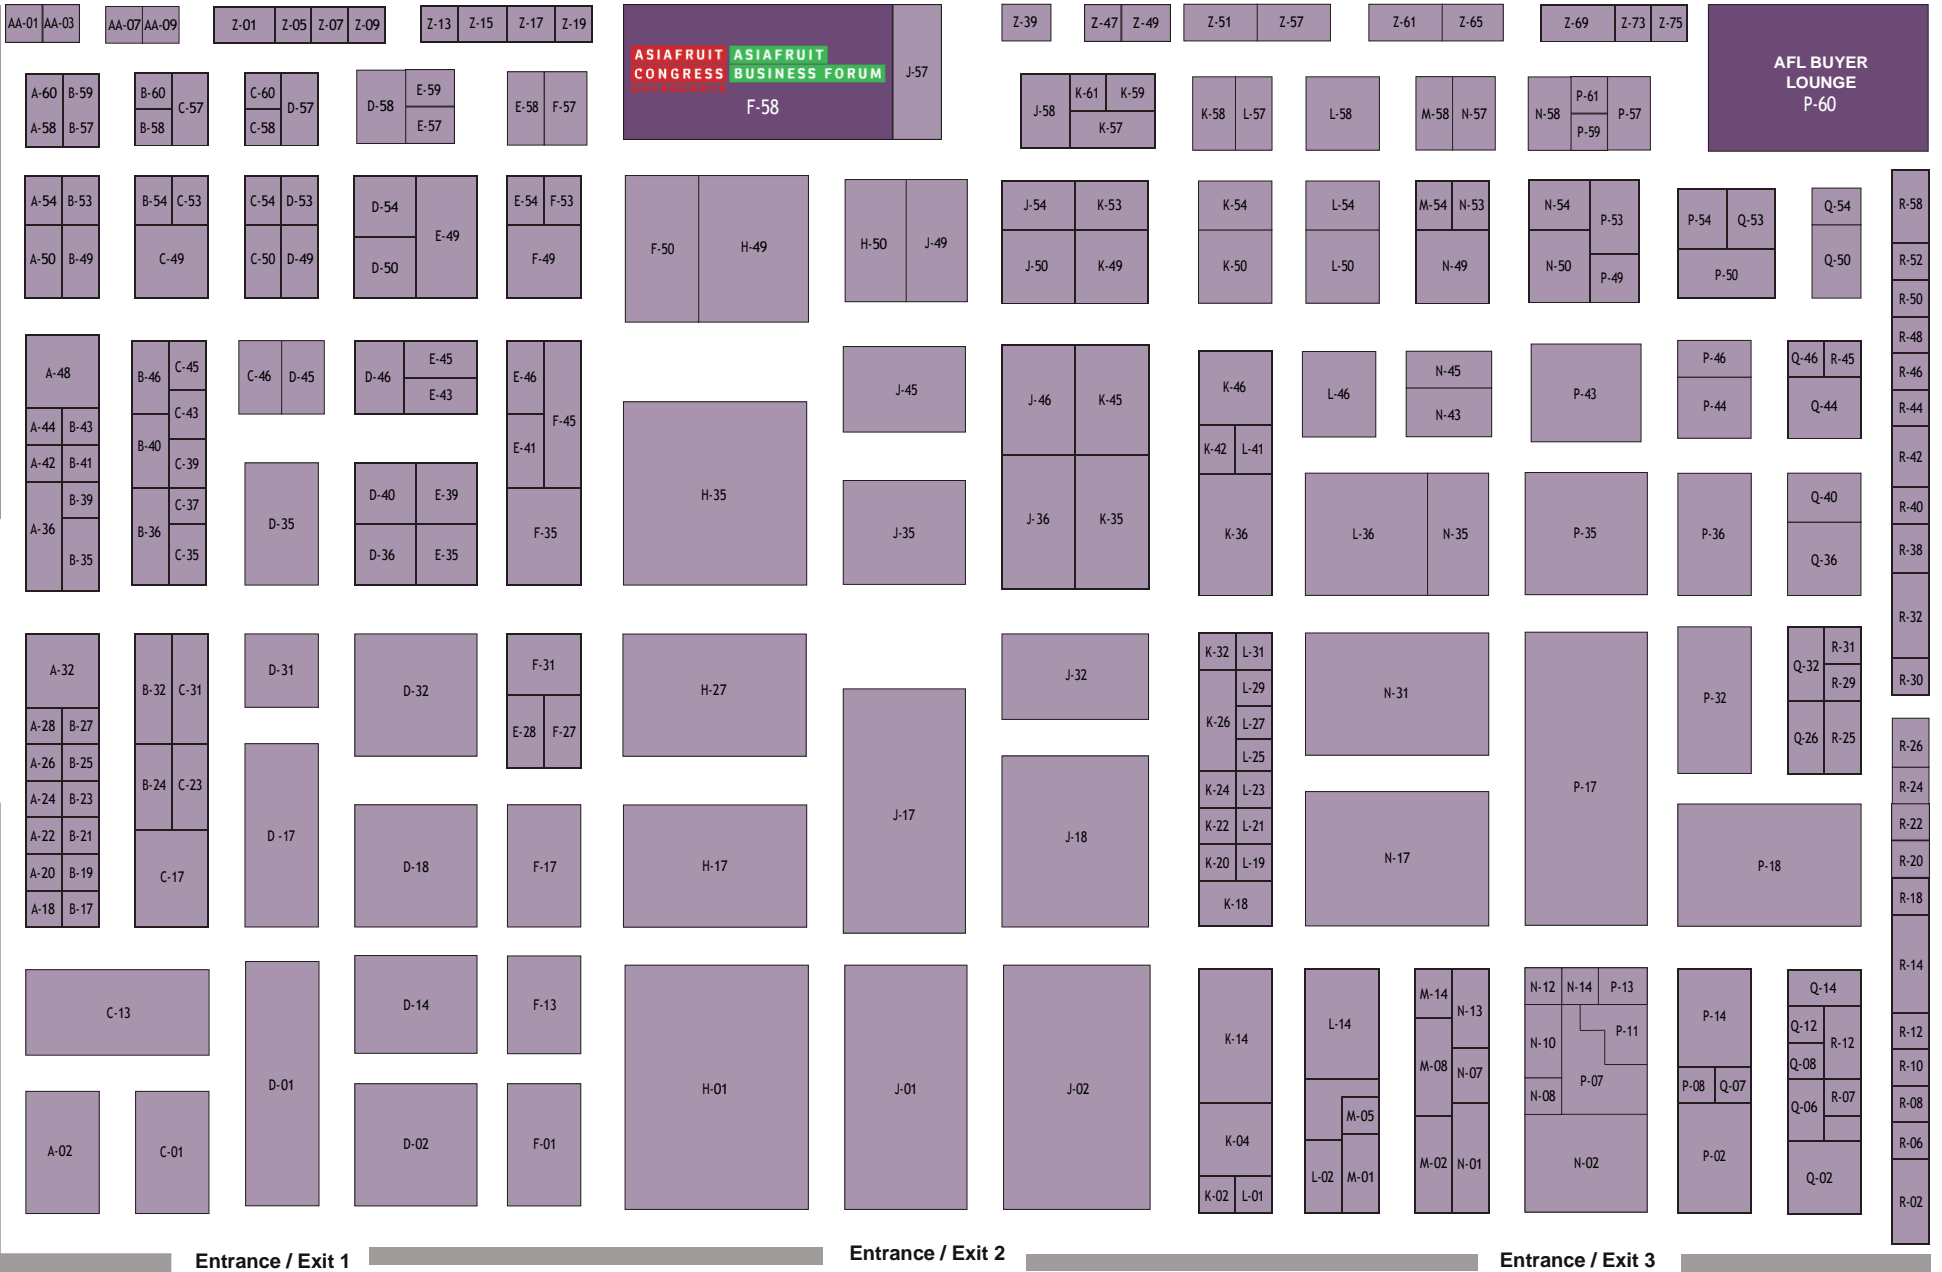 AA-01 AA-03 AA-07 AA-09 Z-01 Z-05 Z-07 Z-09 Z-13 Z-15 Z-17 Z-19 Z-39 Z-47 Z-49 Z-51 Z-57 Z-61 Z-65 Z-69 Z-73 Z-75
ASIAFRUIT ASIAFRUIT
CONGRESS BUSINESS FORUM
F-58
J-57
AFL BUYER
LOUNGE
P-60
A-60 B-59 B-60 C-57 C-60 D-57 D-58 E-59 E-58 F-57 J-58 K-61 K-59 K-58 L-57 L-58 M-58 N-57 N-58 P-61 P-57
A-58 B-57 B-58 C-58 E-57 K-57 P-59
A-54 B-53 B-54 C-53 C-54 D-53 D-54 E-49 E-54 F-53 F-50 H-49 H-50 J-49 J-54 K-53 K-54 L-54 M-54 N-53 N-54 P-53 P-54 Q-53 Q-54 R-58
A-50 B-49 C-49 C-50 D-49 D-50 F-49 J-50 K-49 K-50 L-50 N-49 N-50 P-49 P-50 Q-50 R-52
R-50
R-48
A-48 B-46 C-45 C-46 D-45 D-46 E-45 E-46 F-45 J-45 J-46 K-45 K-46 L-46 N-45 P-43 P-46 Q-46 R-45 R-46
C-43 E-43 N-43 P-44 Q-44 R-44
A-44 B-43 B-40 E-41 K-42 L-41 R-42
A-42 B-41 C-39
A-36 B-39 B-36 C-37 D-35 D-40 E-39 F-35 H-35 J-35 J-36 K-35 K-36 L-36 N-35 P-35 P-36 Q-40 R-40
B-35 C-35 D-36 E-35 Q-36 R-38
R-32
A-32 B-32 C-31 D-31 D-32 F-31 H-27 J-32 K-32 L-31 N-31 P-32 Q-32 R-31 R-30
L-29 R-29
A-28 B-27 E-28 F-27 K-26 L-27 Q-26 R-25 R-26
A-26 B-25 B-24 C-23 L-25
A-24 B-23 K-24 L-23 P-17 R-24
A-22 B-21 D -17 J-17 J-18 K-22 L-21 R-22
A-20 B-19 C-17 D-18 F-17 H-17 K-20 L-19 N-17 P-18 R-20
A-18 B-17 K-18 R-18
C-13 D-14 F-13 L-14 M-14 N-13 N-12 N-14 P-13 P-14 Q-14 R-14
K-14 N-10 P-11 Q-12 R-12 R-12
D-01 H-01 J-01 J-02 M-08 N-07 N-08 P-07 P-08 Q-07 Q-08 R-10
M-05 Q-06 R-07 R-08
A-02 C-01 D-02 F-01 K-04 L-02 M-01 M-02 N-01 N-02 P-02 Q-02 R-06
K-02 L-01 R-02
Entrance / Exit 1 Entrance / Exit 2 Entrance / Exit 3